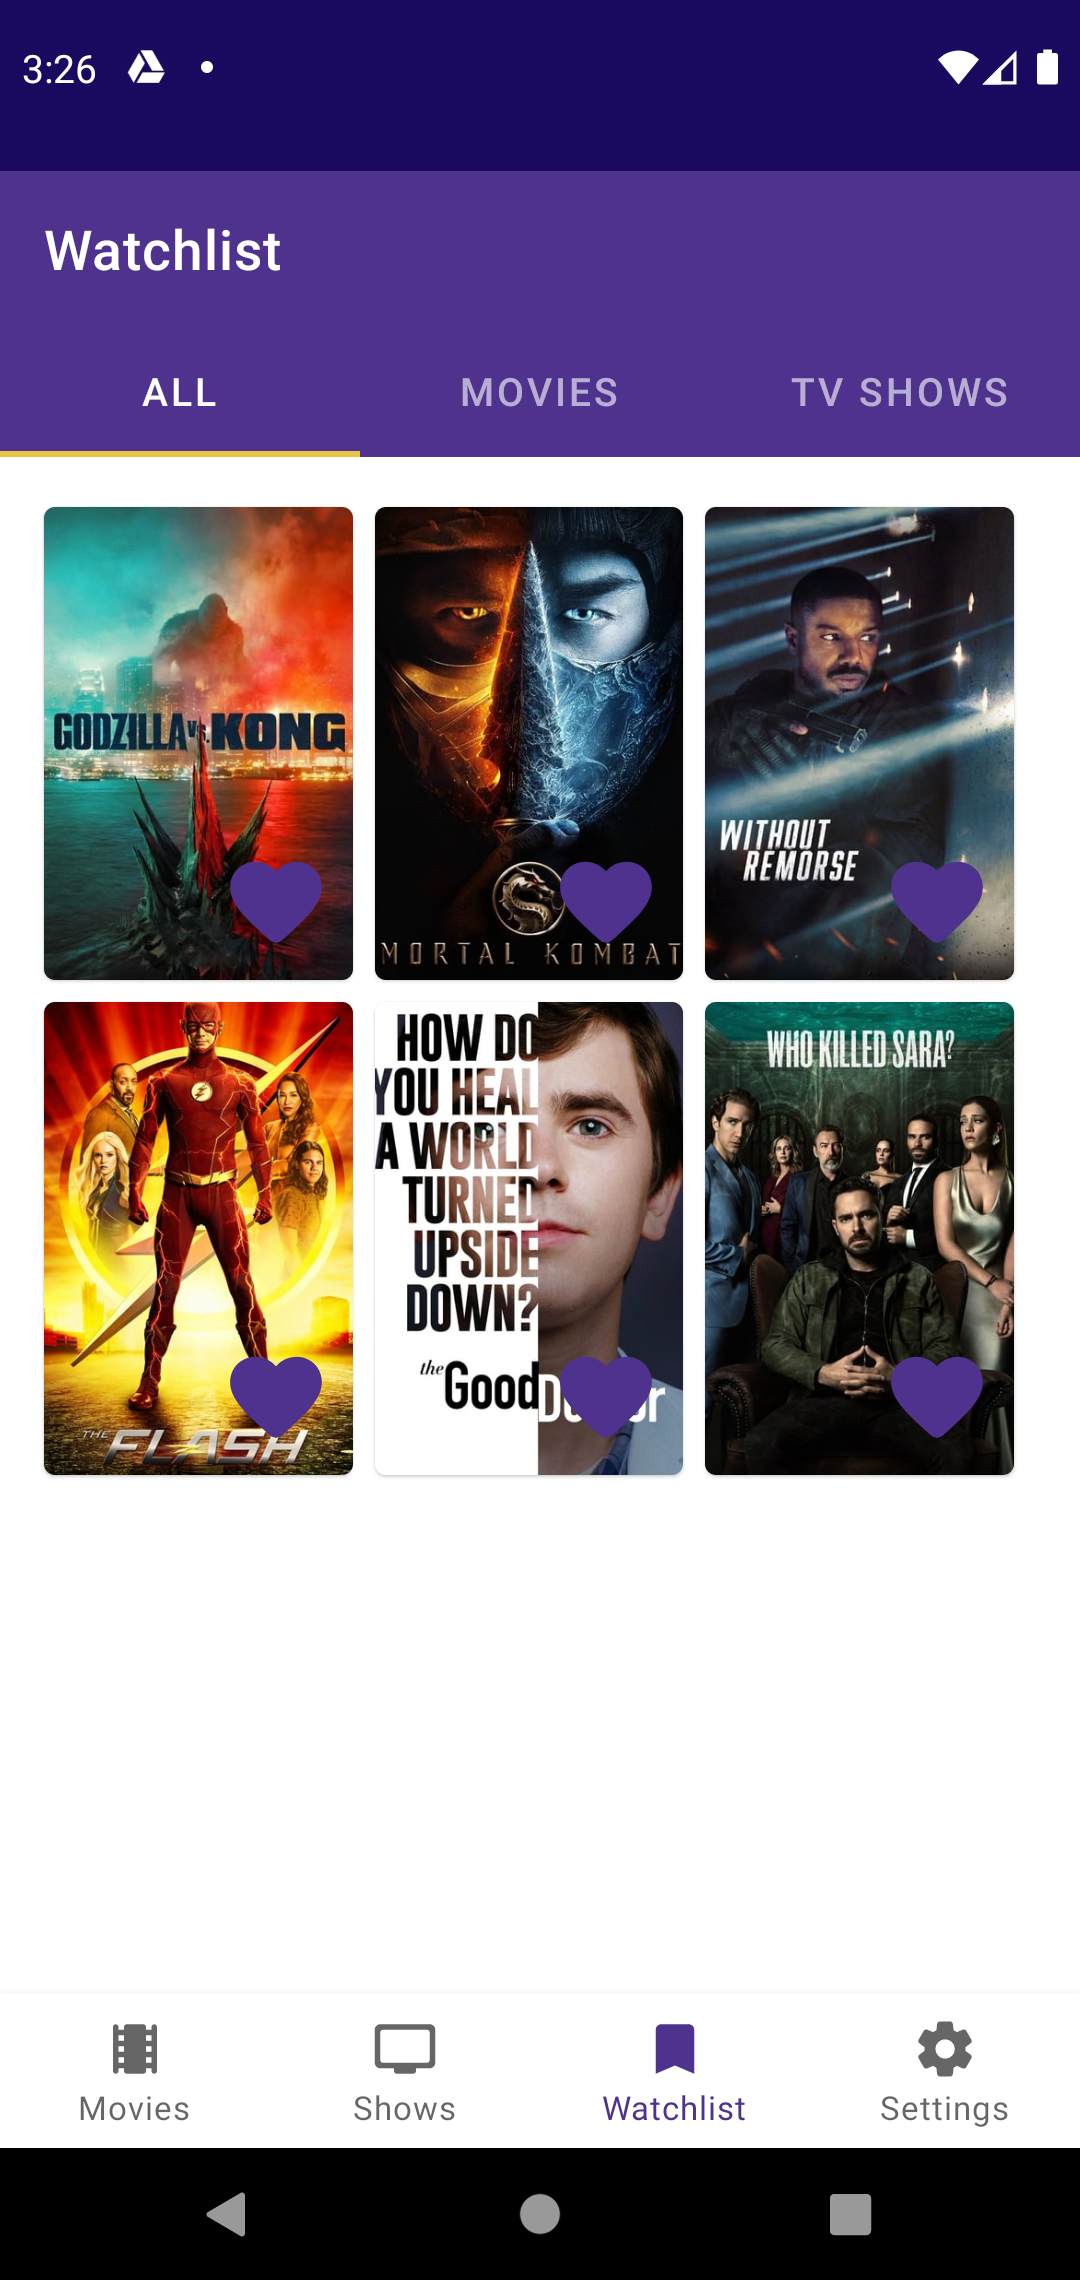 3:26
Watchlist
ALL
MOVIES
TV SHOWS
GODZILLA vs. KONG
MORTAL KOMBAT
WITHOUT
REMORSE
THE FLASH
HOW DO
YOU HEAL
A WORLD
TURNED
UPSIDE
DOWN?
the Good
WHO KILLED SARA?
Movies
Shows
Watchlist
Settings